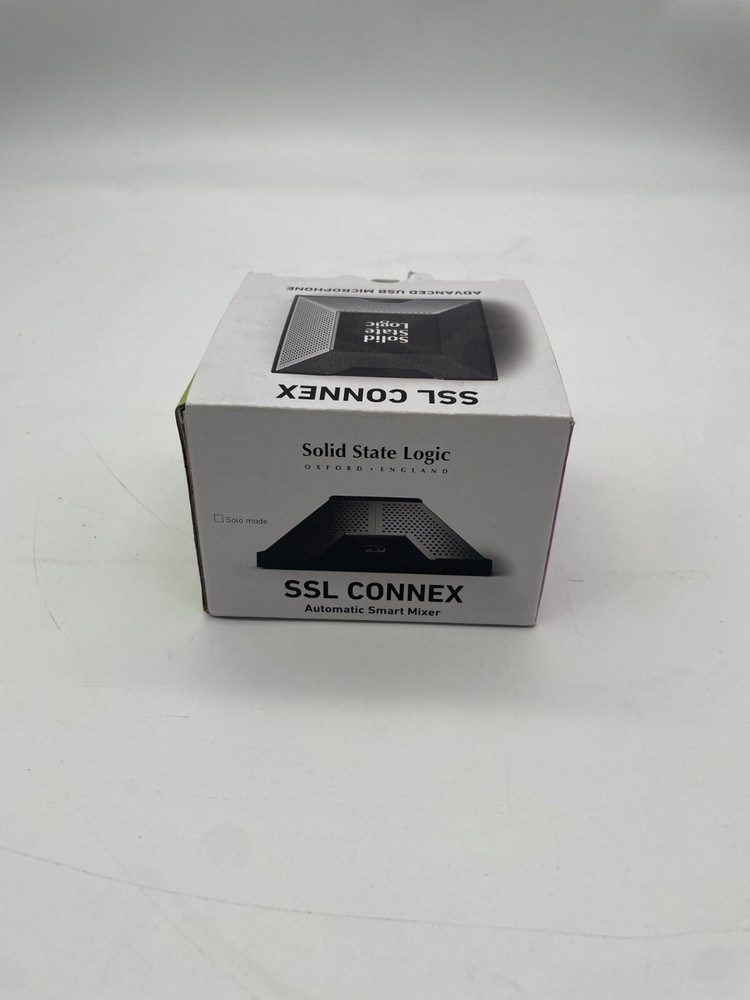 ADVANCED USB MICROPHONE
Solid
State
Logic
SSL CONNEX
Solid State Logic
OXFORD • ENGLAND
Solo mode
SSL CONNEX
Automatic Smart Mixer